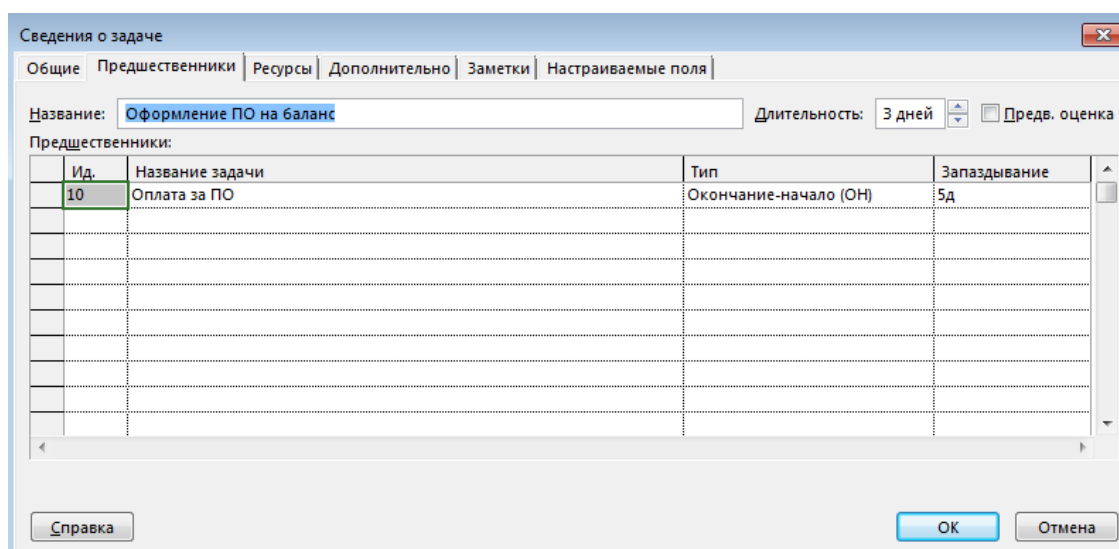 Сведения о задаче
Общие Предшественники Ресурсы Дополнительно Заметки Настраиваемые поля
Название: Оформление ПО на баланс Длительность: 3 дней Предв. оценка
Предшественники:
Ид. Название задачи Тип Запаздывание
10 Оплата за ПО Окончание-начало (ОН) 5д
Справка ОК Отмена